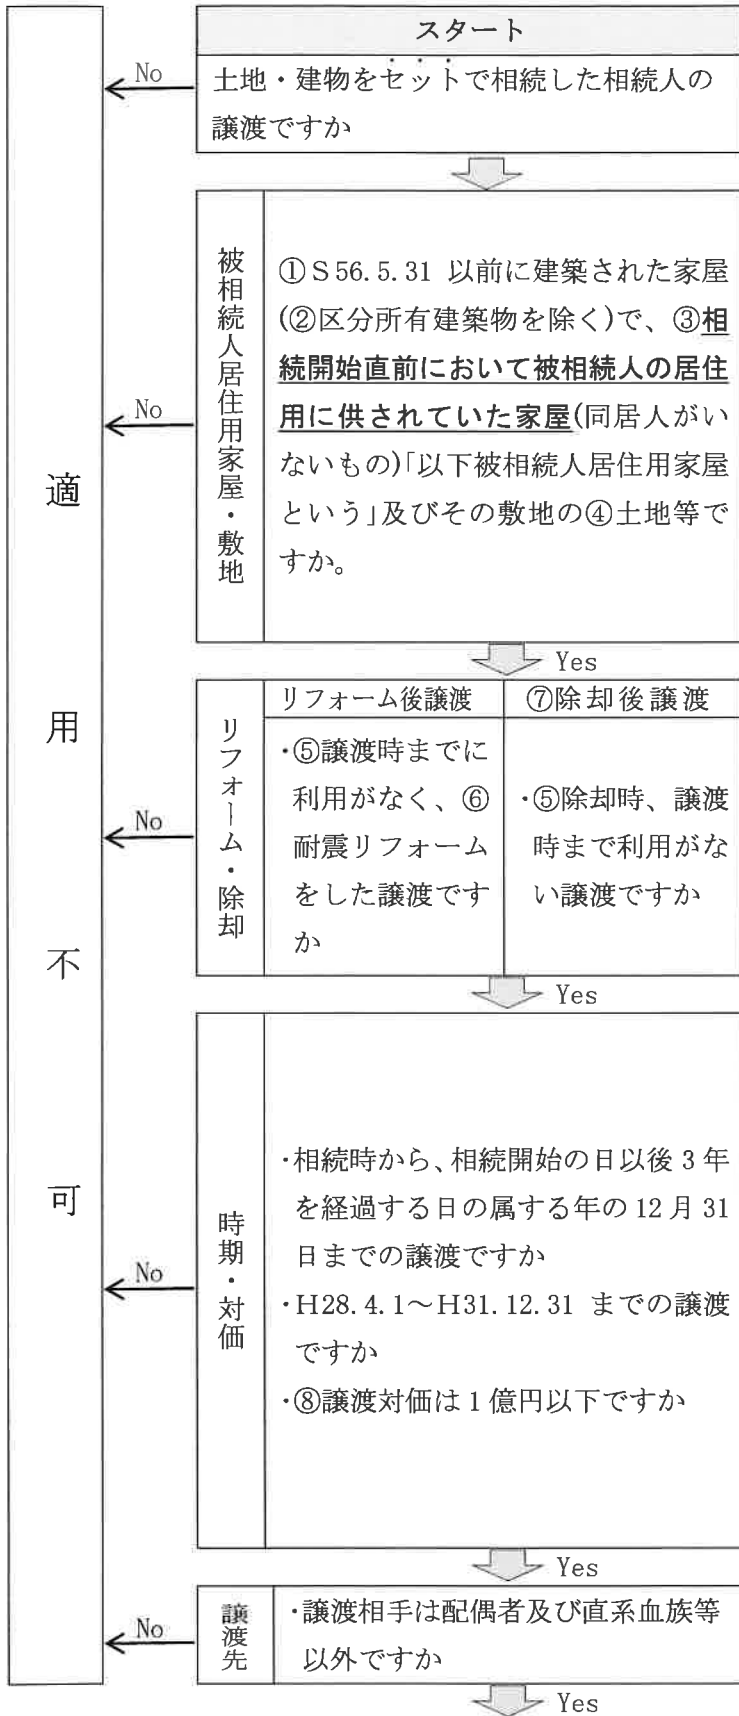 スタート
土地・建物をセットで相続した相続人の
譲渡ですか
No
被相続人居住用家屋・敷地
①S56.5.31 以前に建築された家屋
(②区分所有建築物を除く)で、③相
続開始直前において被相続人の居住
用に供されていた家屋(同居人がい
ないもの)「以下被相続人居住用家屋
という」及びその敷地の④土地等で
すか。
No
Yes
リフォーム・除却
リフォーム後譲渡
・⑤譲渡時までに
利用がなく、⑥
耐震リフォーム
をした譲渡です
か
⑦除却後譲渡
・⑤除却時、譲渡
時まで利用がな
い譲渡ですか
No
Yes
時期・対価
・相続時から、相続開始の日以後3年
を経過する日の属する年の12月31
日までの譲渡ですか
・H28.4.1～H31.12.31 までの譲渡
ですか
・⑧譲渡対価は1億円以下ですか
No
Yes
譲渡先
・譲渡相手は配偶者及び直系血族等
以外ですか
No
Yes
適用不可